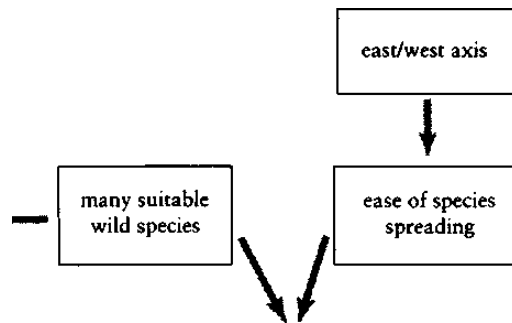 east/west axis
many suitable
wild species
ease of species
spreading